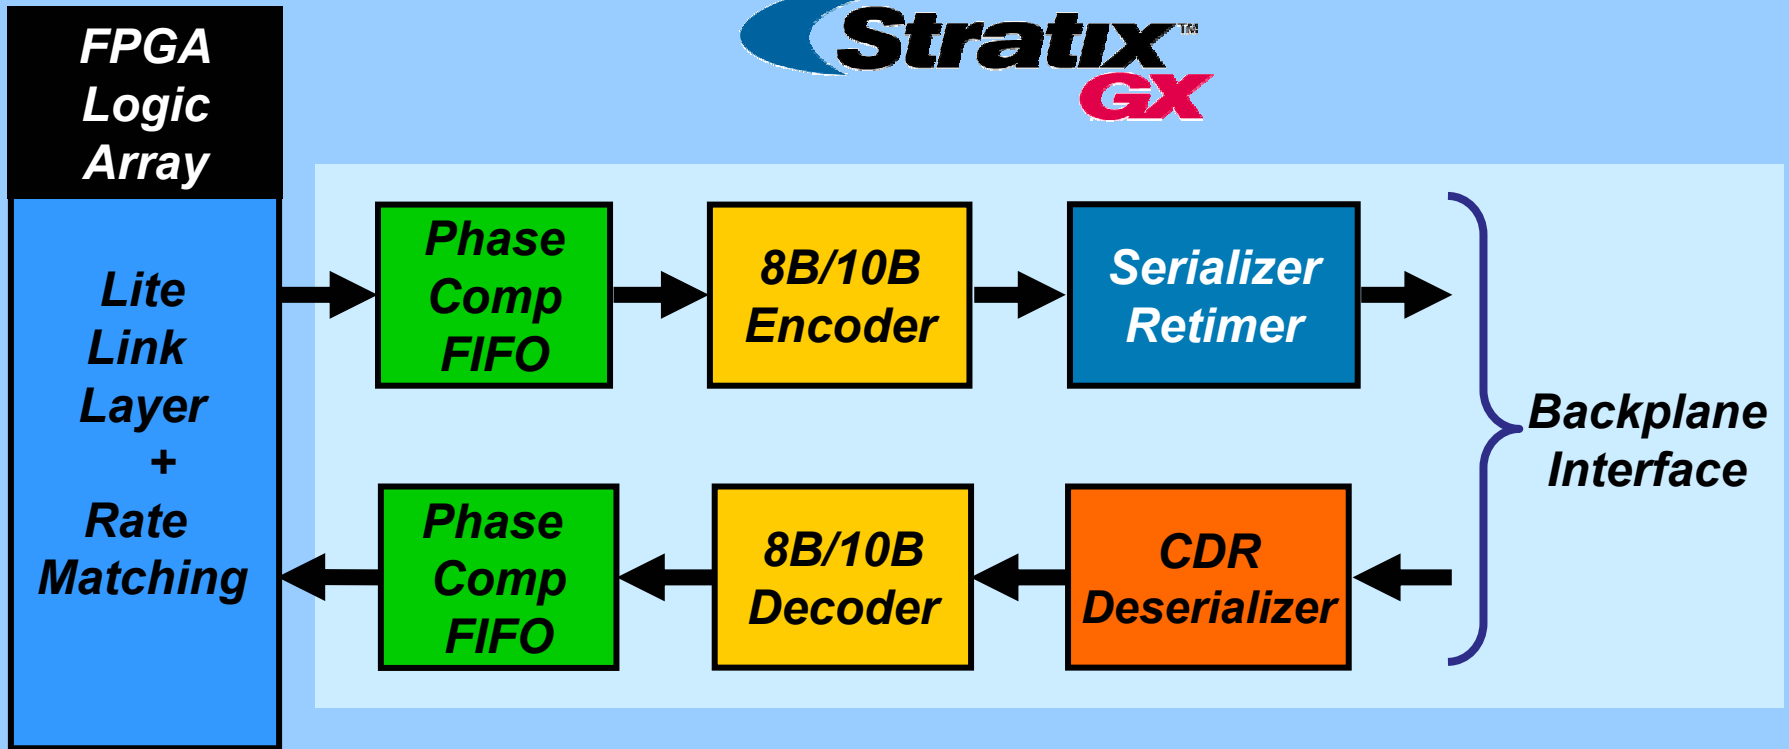 FPGA
Logic
Array
Stratix™
GX
Lite
Link
Layer
+
Rate
Matching
Phase
Comp
FIFO
8B/10B
Encoder
Serializer
Retimer
Phase
Comp
FIFO
8B/10B
Decoder
CDR
Deserializer
Backplane
Interface